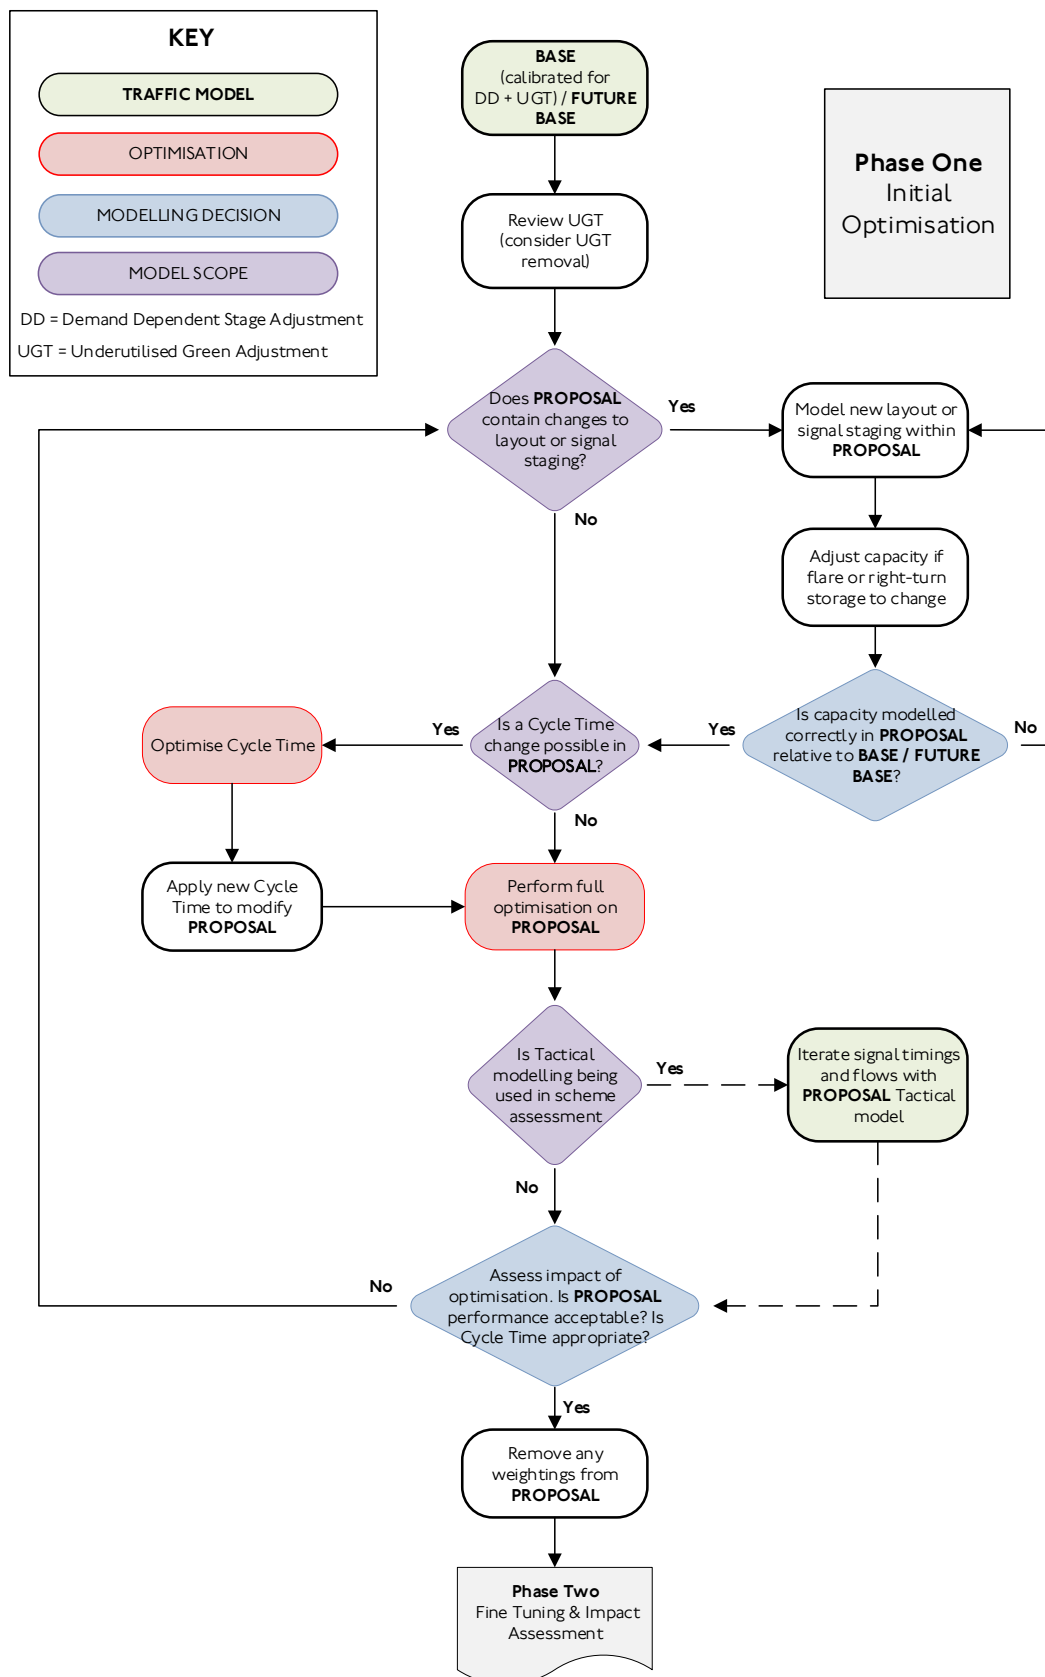 KEY
TRAFFIC MODEL
OPTIMISATION
MODELLING DECISION
MODEL SCOPE
DD = Demand Dependent Stage Adjustment
UGT = Underutilised Green Adjustment
BASE
(calibrated for
DD + UGT) / FUTURE
BASE
Phase One
Initial
Optimisation
Review UGT
(consider UGT
removal)
Does PROPOSAL
contain changes to
layout or signal
staging?
Yes
No
Model new layout or
signal staging within
PROPOSAL
Adjust capacity if
flare or right-turn
storage to change
Is capacity modelled
correctly in PROPOSAL
relative to BASE / FUTURE
BASE?
Yes
No
Is a Cycle Time
change possible in
PROPOSAL?
Yes
No
Optimise Cycle Time
Apply new Cycle
Time to modify
PROPOSAL
Perform full
optimisation on
PROPOSAL
Is Tactical
modelling being
used in scheme
assessment
Yes
No
Iterate signal timings
and flows with
PROPOSAL Tactical
model
Assess impact of
optimisation. Is PROPOSAL
performance acceptable? Is
Cycle Time appropriate?
No
Yes
Remove any
weightings from
PROPOSAL
Phase Two
Fine Tuning & Impact
Assessment